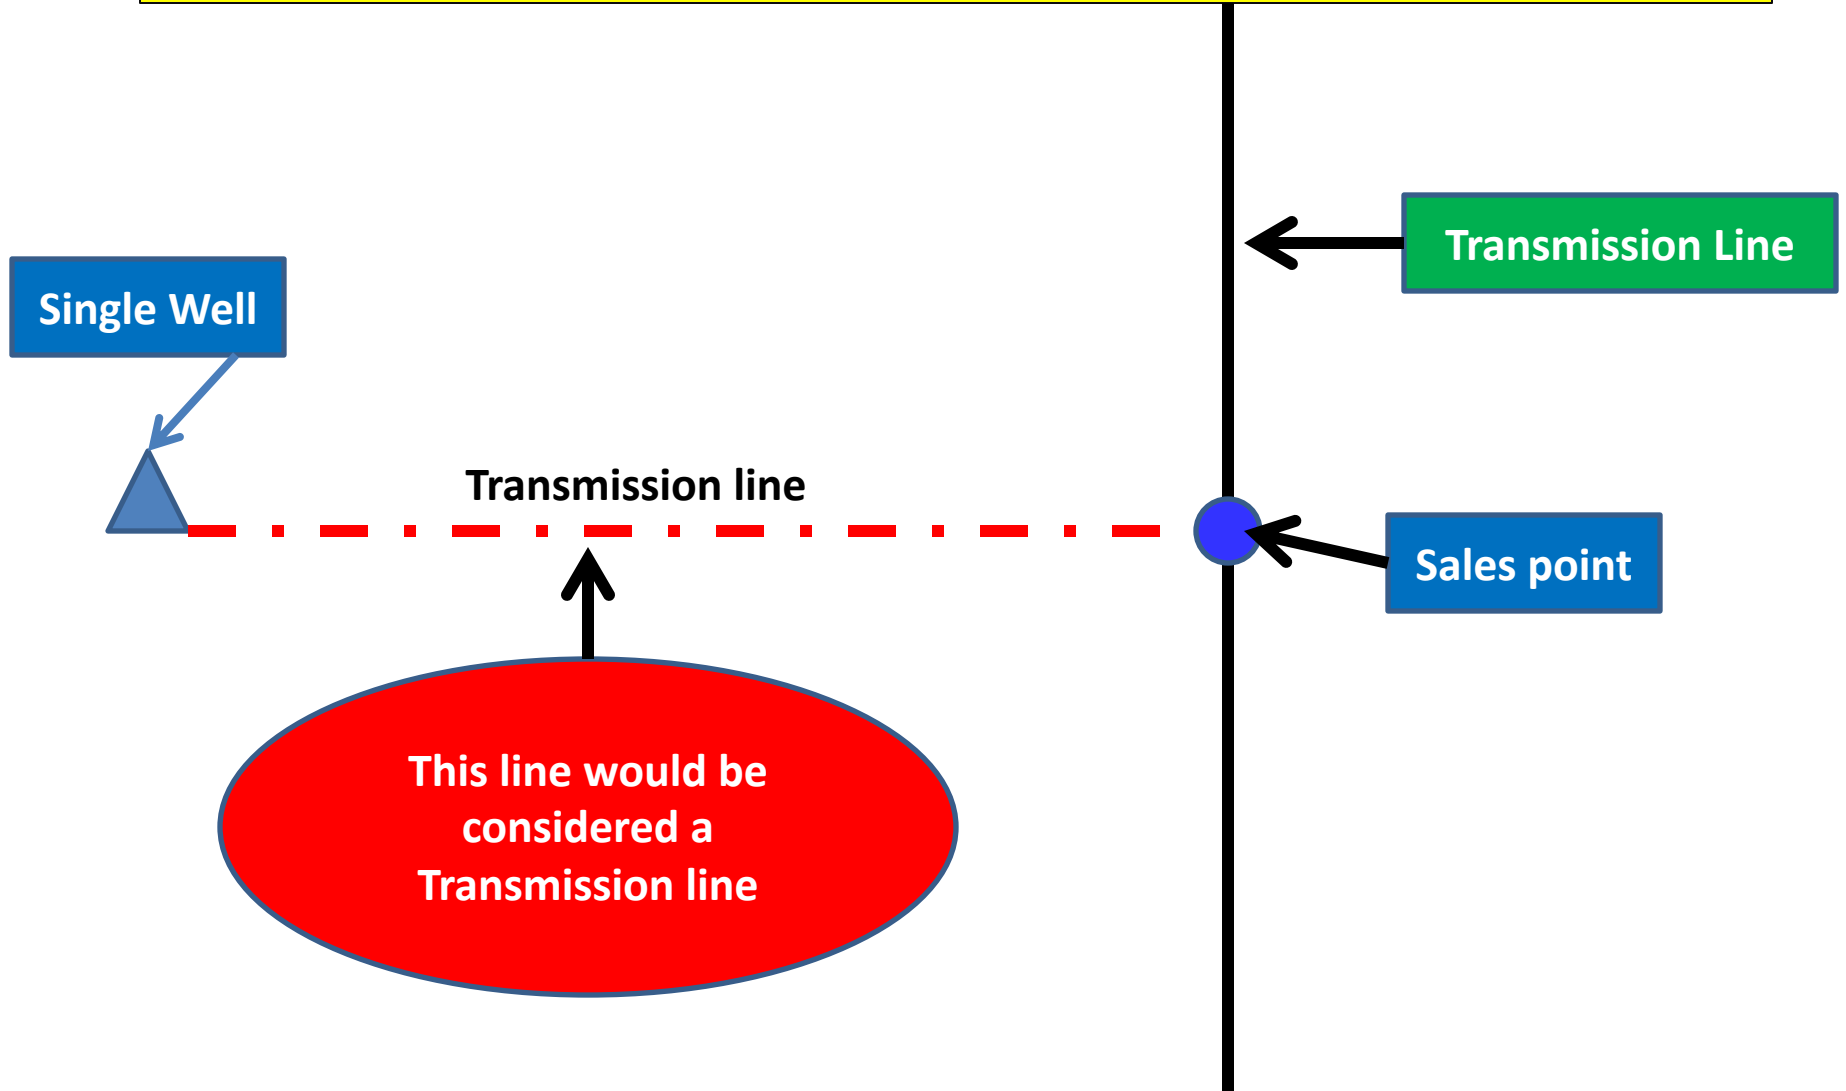 Transmission Line
Single Well
Transmission line
Sales point
This line would be
considered a
Transmission line